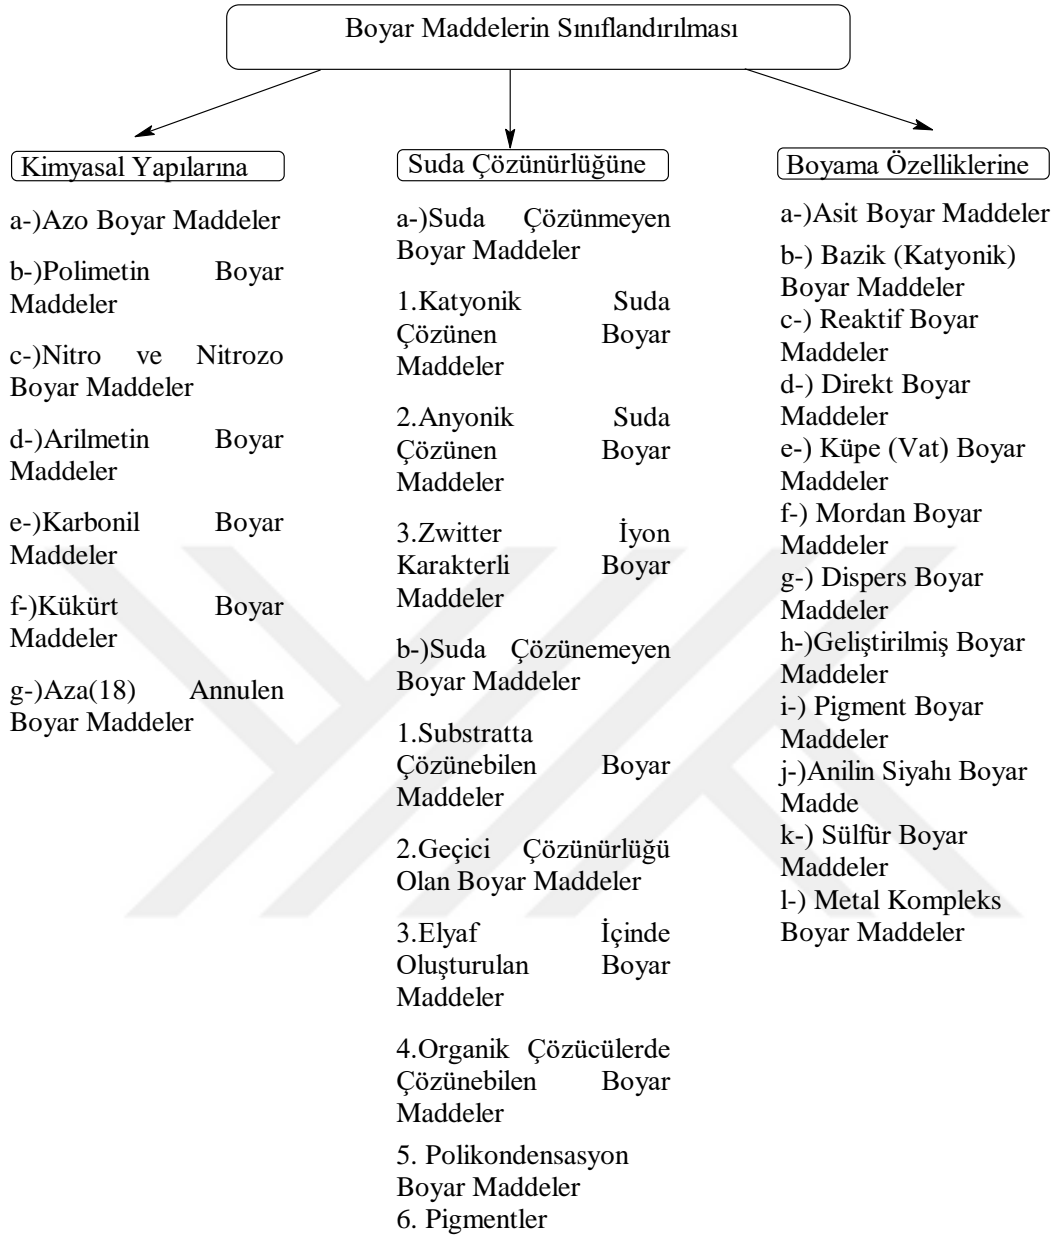 Boyar Maddelerin Sınıflandırılması
Kimyasal Yapılarına
a-)Azo Boyar Maddeler
b-)Polimetin Boyar
Maddeler
c-)Nitro ve Nitrozo
Boyar Maddeler
d-)Arilmetin Boyar
Maddeler
e-)Karbonil Boyar
Maddeler
f-)Kükürt Boyar
Maddeler
g-)Aza(18) Annulen
Boyar Maddeler
Suda Çözünürlüğüne
a-)Suda Çözünmeyen
Boyar Maddeler
1.Katyonik Suda
Çözünen Boyar
Maddeler
2.Anyonik Suda
Çözünen Boyar
Maddeler
3.Zwitter İyon
Karakterli Boyar
Maddeler
b-)Suda Çözünemeyen
Boyar Maddeler
1.Substratta
Çözünebilen Boyar
Maddeler
2.Geçici Çözünürlüğü
Olan Boyar Maddeler
3.Elyaf İçinde
Oluşturulan Boyar
Maddeler
4.Organik Çözücülerde
Çözünebilen Boyar
Maddeler
5. Polikondensasyon
Boyar Maddeler
6. Pigmentler
Boyama Özelliklerine
a-)Asit Boyar Maddeler
b-) Bazik (Katyonik)
Boyar Maddeler
c-) Reaktif Boyar
Maddeler
d-) Direkt Boyar
Maddeler
e-) Küpe (Vat) Boyar
Maddeler
f-) Mordan Boyar
Maddeler
g-) Dispers Boyar
Maddeler
h-)Geliştirilmiş Boyar
Maddeler
i-) Pigment Boyar
Maddeler
j-)Anilin Siyahı Boyar
Madde
k-) Sülfür Boyar
Maddeler
l-) Metal Kompleks
Boyar Maddeler